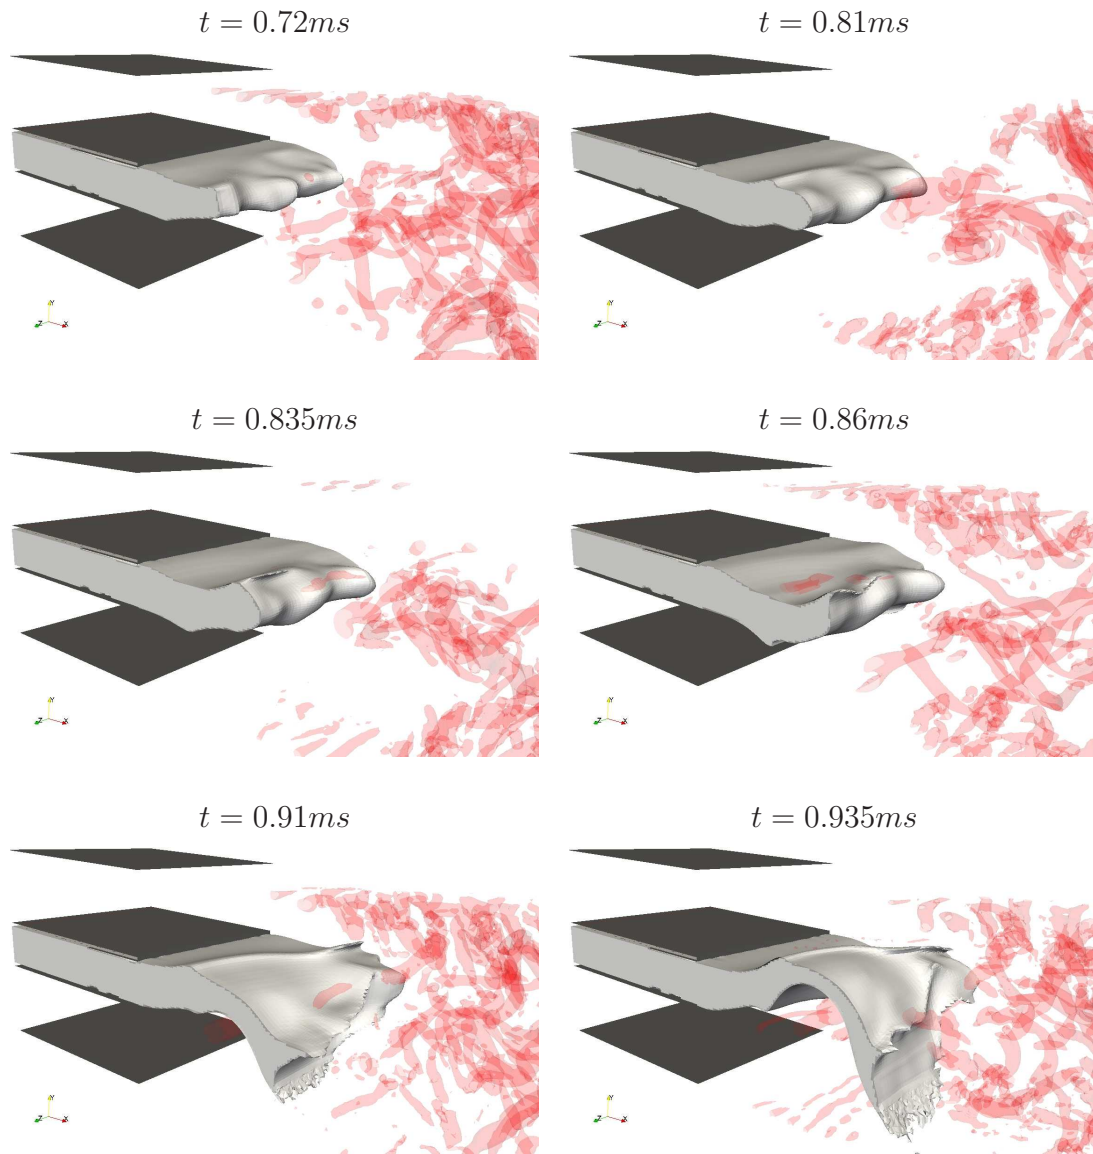 t = 0.72ms
t = 0.81ms
Y
Z
X
Y
Z
X
t = 0.835ms
t = 0.86ms
Y
Z
X
Y
Z
X
t = 0.91ms
t = 0.935ms
Y
Z
X
Y
Z
X